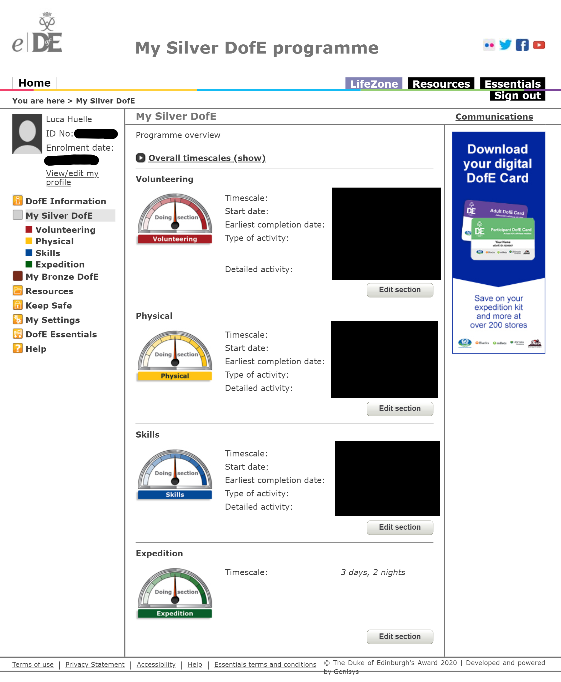 e DofE
My Silver DofE programme
Home
LifeZone Resources Essentials
Sign out
You are here > My Silver DofE
Luca Huelle
ID No:
Enrolment date:
View/edit my
profile
DofE Information
My Silver DofE
Volunteering
Physical
Skills
Expedition
My Bronze DofE
Resources
Keep Safe
My Settings
DofE Essentials
Help
My Silver DofE
Programme overview
Overall timescales (show)
Volunteering
Doing section
Volunteering
Timescale:
Start date:
Earliest completion date:
Type of activity:
Detailed activity:
Edit section
Physical
Doing section
Physical
Timescale:
Start date:
Earliest completion date:
Type of activity:
Detailed activity:
Edit section
Skills
Doing section
Skills
Timescale:
Start date:
Earliest completion date:
Type of activity:
Detailed activity:
Edit section
Expedition
Doing section
Expedition
Timescale: 3 days, 2 nights
Edit section
Communications
Download
your digital
DofE Card
Adult DofE Card
Participant DofE Card
Save on your
expedition kit
and more at
over 200 stores
Terms of use | Privacy Statement | Accessibility | Help | Essentials terms and conditions
© The Duke of Edinburgh's Award 2020 | Developed and powered
by Genisys